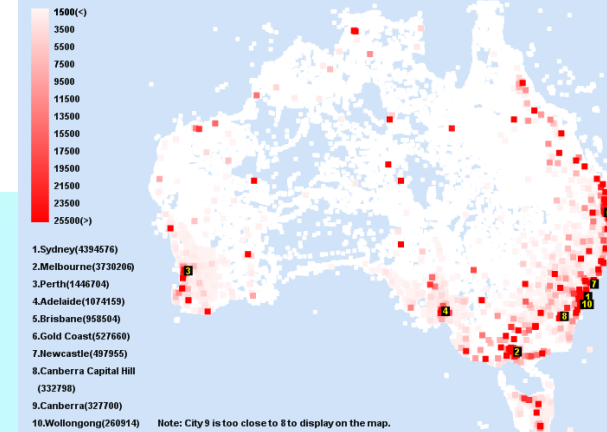 1500(<)
3500
5500
7500
9500
11500
13500
15500
17500
19500
21500
23500
25500(>)
1.Sydney(4394576)
2.Melbourne(3730206)
3.Perth(1446704)
4.Adelaide(1074159)
5.Brisbane(958504)
6.Gold Coast(527660)
7.Newcastle(497955)
8.Canberra Capital Hill
(332798)
9.Canberra(327700)
10.Wollongong(260914)
Note: City 9 is too close to 8 to display on the map.
3
7
1
10
4
8
2